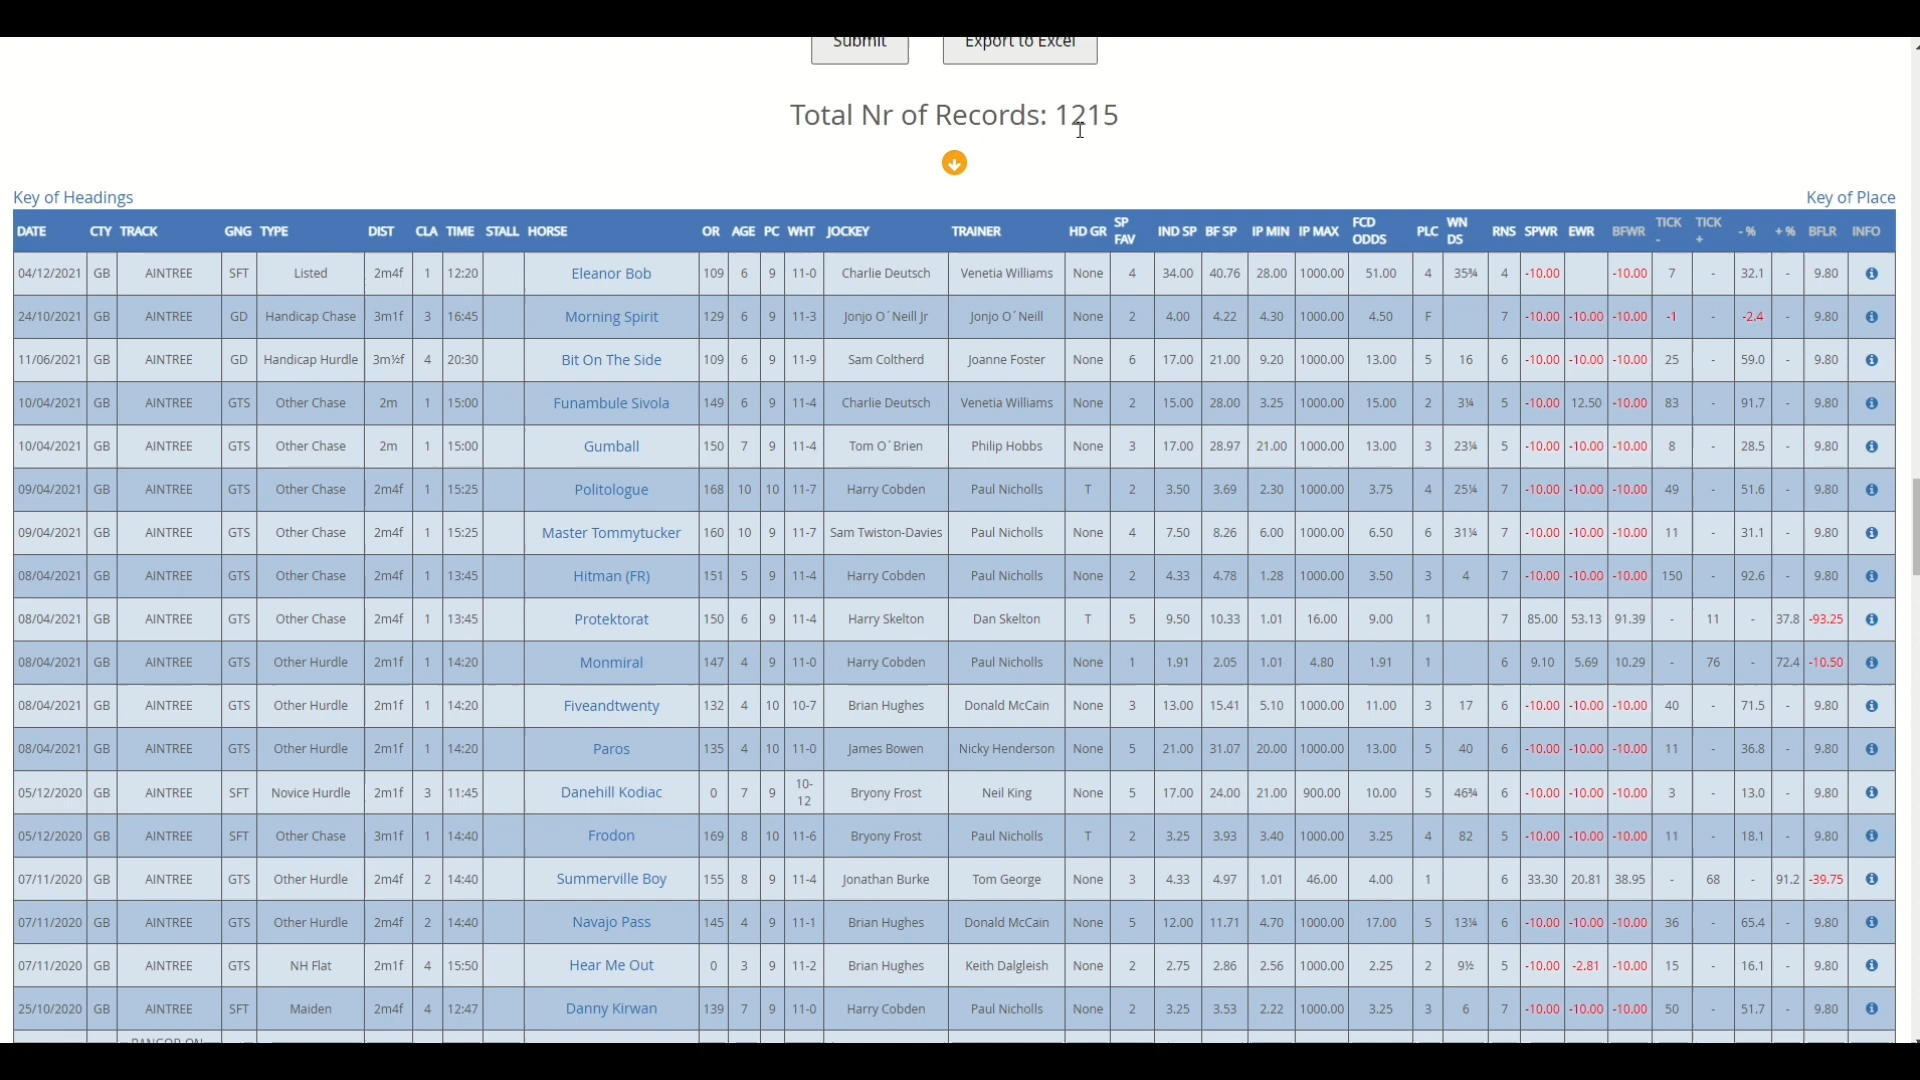 Submit Export to Excel
Total Nr of Records: 1215
Key of Headings Key of Place
DATE CTY TRACK GNG TYPE DIST CLA TIME STALL HORSE OR AGE PC WHT JOCKEY TRAINER HD GR SP FAV IND SP BF SP IP MIN IP MAX FCD ODDS PLC WN DS RNS SPWR EWR BFWR TICK - TICK + - % + % BFLR INFO
04/12/2021 GB AINTREE SFT Listed 2m4f 1 12:20 Eleanor Bob 109 6 9 11-0 Charlie Deutsch Venetia Williams None 4 34.00 40.76 28.00 1000.00 51.00 4 35¾ 4 -10.00 -10.00 7 - 32.1 - 9.80
24/10/2021 GB AINTREE GD Handicap Chase 3m1f 3 16:45 Morning Spirit 129 6 9 11-3 Jonjo O´Neill Jr Jonjo O´Neill None 2 4.00 4.22 4.30 1000.00 4.50 F 7 -10.00 -10.00 -10.00 -1 - -2.4 - 9.80
11/06/2021 GB AINTREE GD Handicap Hurdle 3m½f 4 20:30 Bit On The Side 109 6 9 11-9 Sam Coltherd Joanne Foster None 6 17.00 21.00 9.20 1000.00 13.00 5 16 6 -10.00 -10.00 -10.00 25 - 59.0 - 9.80
10/04/2021 GB AINTREE GTS Other Chase 2m 1 15:00 Funambule Sivola 149 6 9 11-4 Charlie Deutsch Venetia Williams None 2 15.00 28.00 3.25 1000.00 15.00 2 3¼ 5 -10.00 12.50 -10.00 83 - 91.7 - 9.80
10/04/2021 GB AINTREE GTS Other Chase 2m 1 15:00 Gumball 150 7 9 11-4 Tom O´Brien Philip Hobbs None 3 17.00 28.97 21.00 1000.00 13.00 3 23¼ 5 -10.00 -10.00 -10.00 8 - 28.5 - 9.80
09/04/2021 GB AINTREE GTS Other Chase 2m4f 1 15:25 Politologue 168 10 10 11-7 Harry Cobden Paul Nicholls T 2 3.50 3.69 2.30 1000.00 3.75 4 25¼ 7 -10.00 -10.00 -10.00 49 - 51.6 - 9.80
09/04/2021 GB AINTREE GTS Other Chase 2m4f 1 15:25 Master Tommytucker 160 10 9 11-7 Sam Twiston-Davies Paul Nicholls None 4 7.50 8.26 6.00 1000.00 6.50 6 31¼ 7 -10.00 -10.00 -10.00 11 - 31.1 - 9.80
08/04/2021 GB AINTREE GTS Other Chase 2m4f 1 13:45 Hitman (FR) 151 5 9 11-4 Harry Cobden Paul Nicholls None 2 4.33 4.78 1.28 1000.00 3.50 3 4 7 -10.00 -10.00 -10.00 150 - 92.6 - 9.80
08/04/2021 GB AINTREE GTS Other Chase 2m4f 1 13:45 Protektorat 150 6 9 11-4 Harry Skelton Dan Skelton T 5 9.50 10.33 1.01 16.00 9.00 1 7 85.00 53.13 91.39 - 11 - 37.8 -93.25
08/04/2021 GB AINTREE GTS Other Hurdle 2m1f 1 14:20 Monmiral 147 4 9 11-0 Harry Cobden Paul Nicholls None 1 1.91 2.05 1.01 4.80 1.91 1 6 9.10 5.69 10.29 - 76 - 72.4 -10.50
08/04/2021 GB AINTREE GTS Other Hurdle 2m1f 1 14:20 Fiveandtwenty 132 4 10 10-7 Brian Hughes Donald McCain None 3 13.00 15.41 5.10 1000.00 11.00 3 17 6 -10.00 -10.00 -10.00 40 - 71.5 - 9.80
08/04/2021 GB AINTREE GTS Other Hurdle 2m1f 1 14:20 Paros 135 4 10 11-0 James Bowen Nicky Henderson None 5 21.00 31.07 20.00 1000.00 13.00 5 40 6 -10.00 -10.00 -10.00 11 - 36.8 - 9.80
05/12/2020 GB AINTREE SFT Novice Hurdle 2m1f 3 11:45 Danehill Kodiac 0 7 9 10-12 Bryony Frost Neil King None 5 17.00 24.00 21.00 900.00 10.00 5 46¾ 6 -10.00 -10.00 -10.00 3 - 13.0 - 9.80
05/12/2020 GB AINTREE SFT Other Chase 3m1f 1 14:40 Frodon 169 8 10 11-6 Bryony Frost Paul Nicholls T 2 3.25 3.93 3.40 1000.00 3.25 4 82 5 -10.00 -10.00 -10.00 11 - 18.1 - 9.80
07/11/2020 GB AINTREE GTS Other Hurdle 2m4f 2 14:40 Summerville Boy 155 8 9 11-4 Jonathan Burke Tom George None 3 4.33 4.97 1.01 46.00 4.00 1 6 33.30 20.81 38.95 - 68 - 91.2 -39.75
07/11/2020 GB AINTREE GTS Other Hurdle 2m4f 2 14:40 Navajo Pass 145 4 9 11-1 Brian Hughes Donald McCain None 5 12.00 11.71 4.70 1000.00 17.00 5 13¼ 6 -10.00 -10.00 -10.00 36 - 65.4 - 9.80
07/11/2020 GB AINTREE GTS NH Flat 2m1f 4 15:50 Hear Me Out 0 3 9 11-2 Brian Hughes Keith Dalgleish None 2 2.75 2.86 2.56 1000.00 2.25 2 9½ 5 -10.00 -2.81 -10.00 15 - 16.1 - 9.80
25/10/2020 GB AINTREE SFT Maiden 2m4f 4 12:47 Danny Kirwan 139 7 9 11-0 Harry Cobden Paul Nicholls None 2 3.25 3.53 2.22 1000.00 3.25 3 6 7 -10.00 -10.00 -10.00 50 - 51.7 - 9.80
BANGOR ON